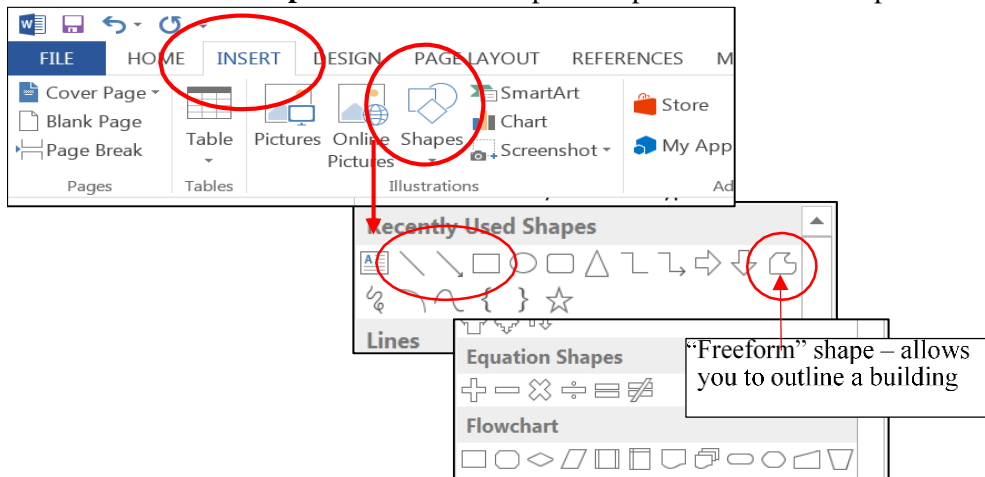 FILE HOME INSERT DESIGN PAGE LAYOUT REFERENCES M
Cover Page
Blank Page
Page Break
Table
Pictures
Online
Pictures
Shapes
SmartArt
Chart
Screenshot
Store
My App
Pages
Tables
Illustrations
Ad
Recently Used Shapes
Lines
Equation Shapes
"Freeform" shape – allows
you to outline a building
Flowchart